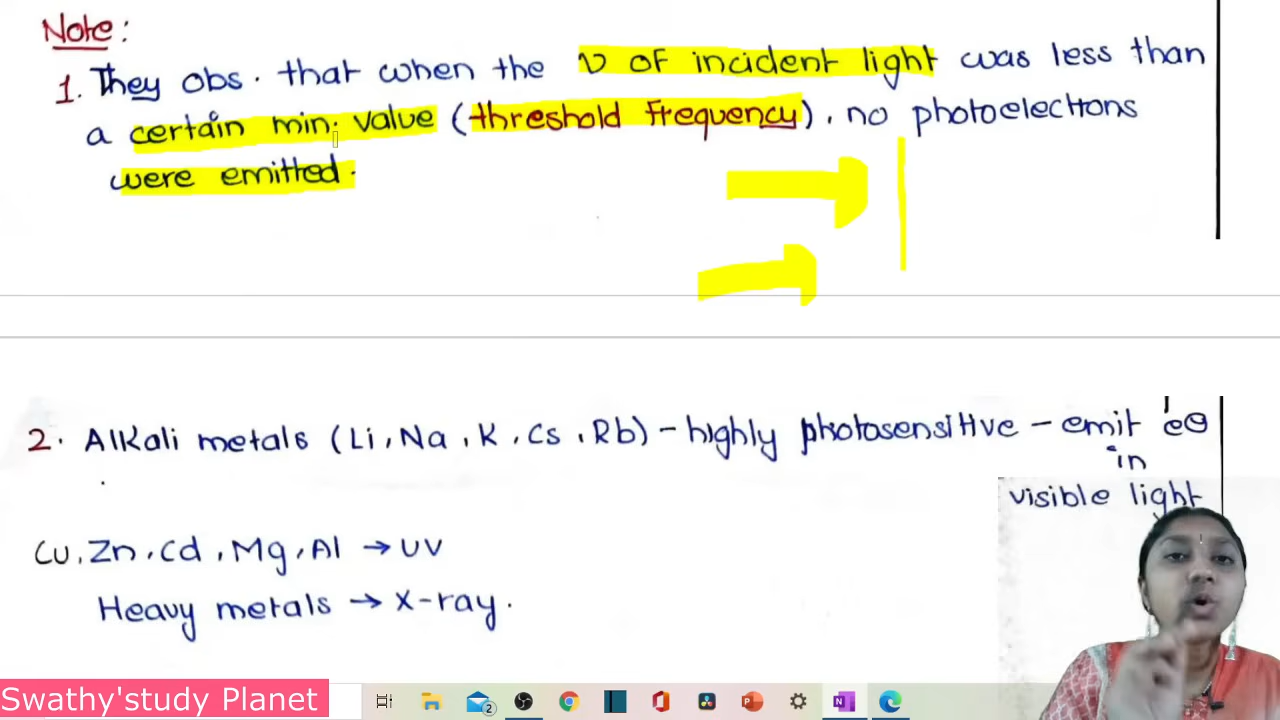 Note:
1. They obs. that when the ν of incident light was less than
a certain min. value (threshold frequency), no photoelectrons
were emitted.
2. Alkali metals (Li, Na, K, Cs, Rb) - highly photosensitive - emit e⊖
in
visible light
Cu, Zn, Cd, Mg, Al → UV
Heavy metals → X-ray.
Swathy'study Planet
2